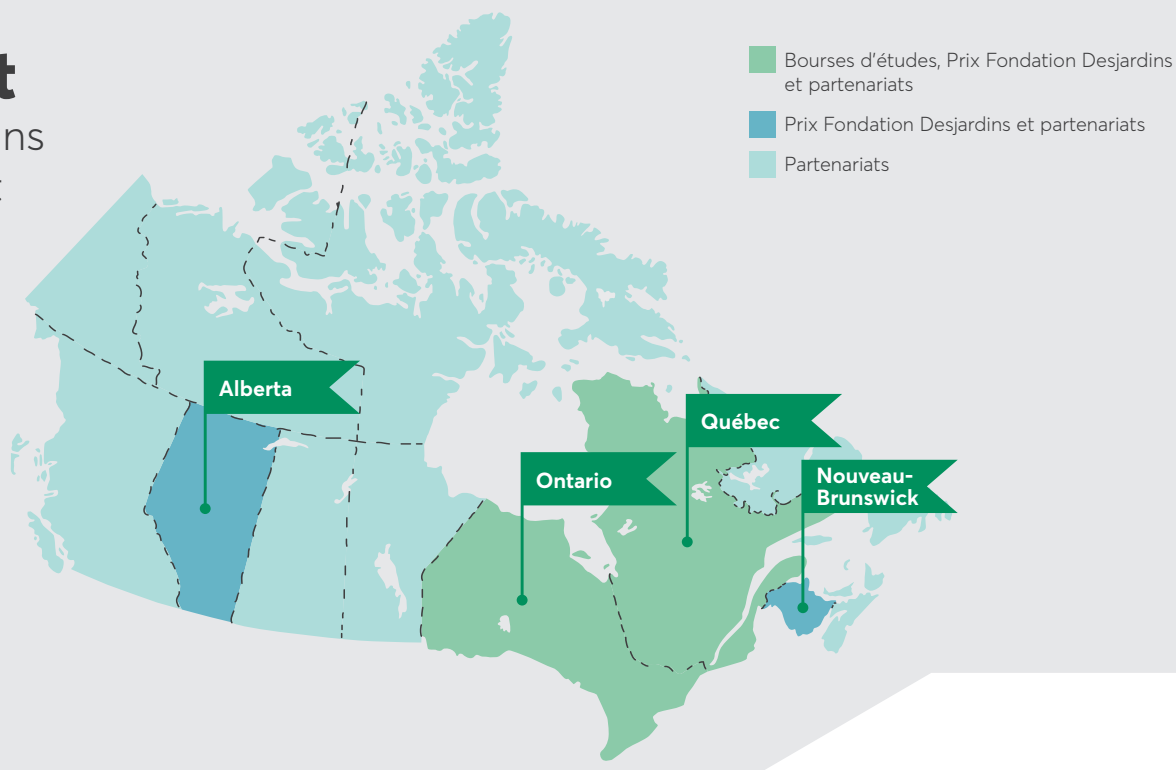 t
ns
Bourses d'études, Prix Fondation Desjardins
et partenariats
Prix Fondation Desjardins et partenariats
Partenariats
Alberta
Québec
Ontario
Nouveau-
Brunswick